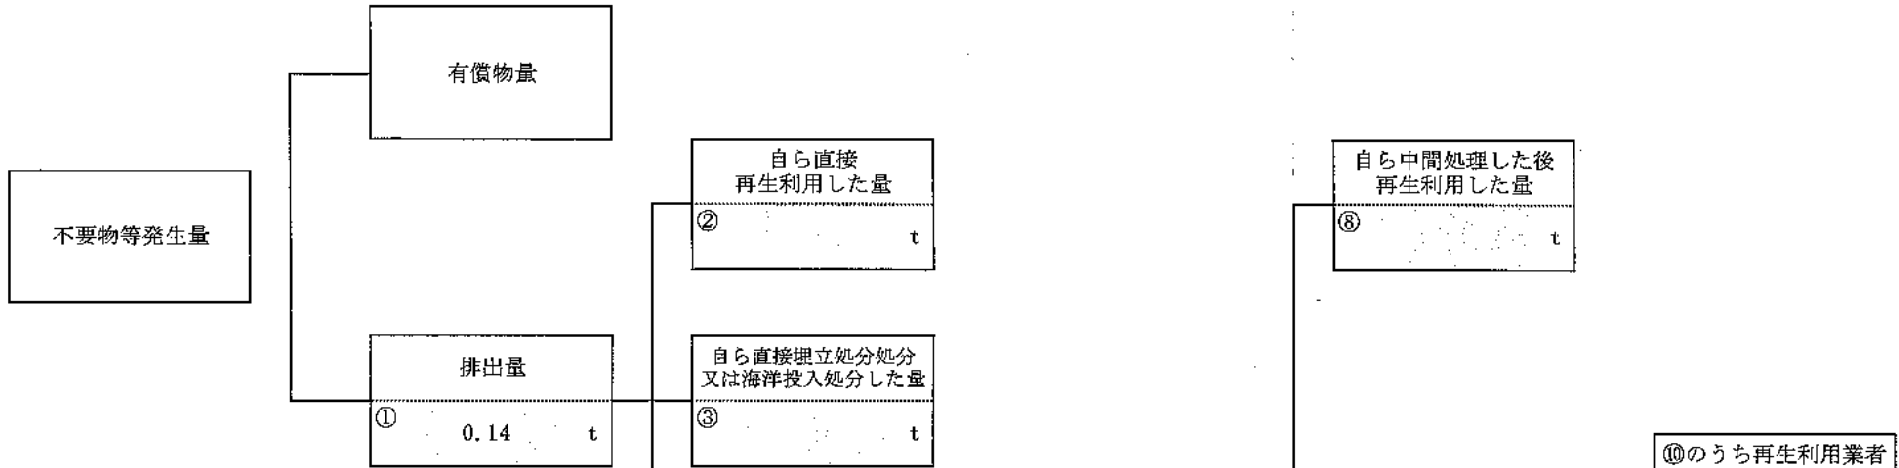 有償物量
自ら直接
再生利用した量
②
t
自ら中間処理した後
再生利用した量
⑧
t
不要物等発生量
排出量
①
0.14 t
自ら直接埋立処分処分
又は海洋投入処分した量
③
t
⑩のうち再生利用業者